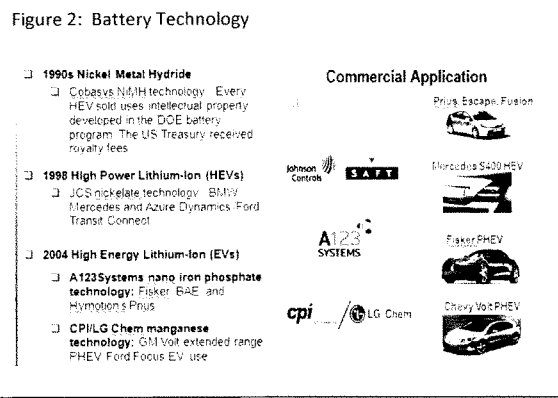 Figure 2: Battery Technology
1990s Nickel Metal Hydride
Cobasys NiMH technology Every
HEV sold uses intellectual property
developed in the DOE battery
program The US Treasury received
royalty fees
1998 High Power Lithium-Ion (HEVs)
JCS nickelate technology BMW
Mercedes and Azure Dynamics Ford
Transit Connect
2004 High Energy Lithium-Ion (EVs)
A123Systems nano iron phosphate
technology: Fisker BAE and
Hymotion's Prius
CPI/LG Chem manganese
technology: GM Volt extended range
PHEV Ford Focus EV use
Commercial Application
Prius, Escape, Fusion
Johnson
Controls
SAFT
Mercedes S400 HEV
A123
SYSTEMS
Fisker PHEV
cpi / LG Chem
Chevy Volt PHEV